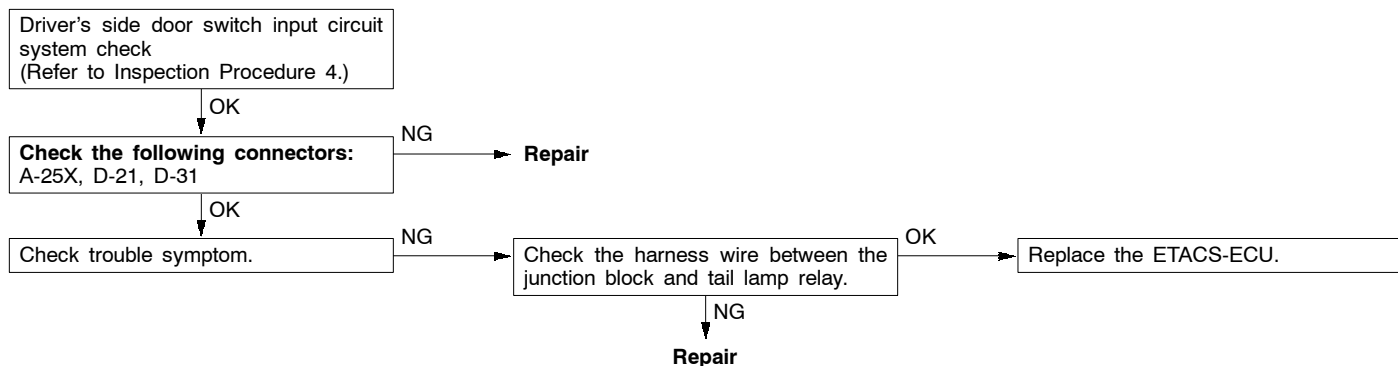 Driver's side door switch input circuit
system check
(Refer to Inspection Procedure 4.)
OK
Check the following connectors:
A-25X, D-21, D-31
NG
Repair
OK
Check trouble symptom.
NG
Check the harness wire between the
junction block and tail lamp relay.
OK
Replace the ETACS-ECU.
NG
Repair